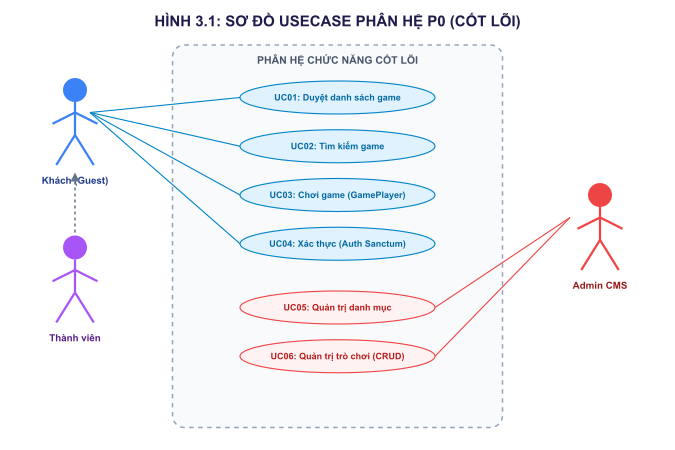 HÌNH 3.1: SƠ ĐỒ USECASE PHÂN HỆ P0 (CỐT LÕI)
PHÂN HỆ CHỨC NĂNG CỐT LÕI
UC01: Duyệt danh sách game
UC02: Tìm kiếm game
Khách (Guest)
UC03: Chơi game (GamePlayer)
UC04: Xác thực (Auth Sanctum)
Admin CMS
UC05: Quản trị danh mục
Thành viên
UC06: Quản trị trò chơi (CRUD)